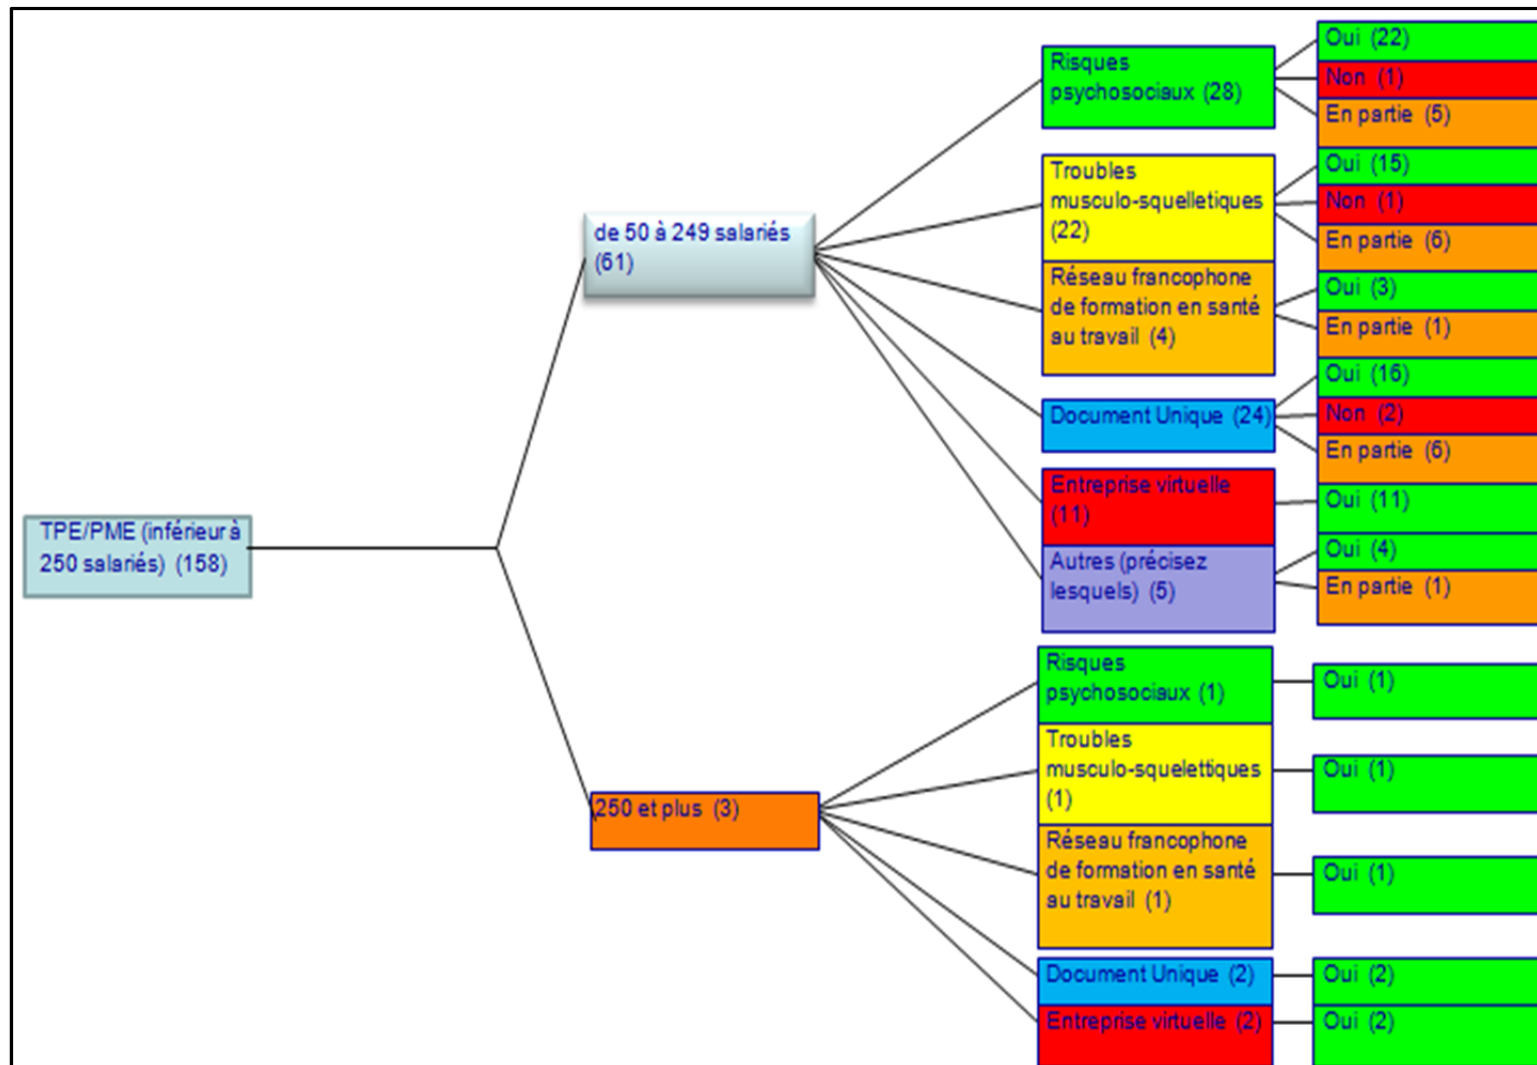 TPE/PME (inférieur à
250 salariés) (158)
de 50 à 249 salariés
(61)
Risques
psychosociaux (28)
Oui (22)
Non (1)
En partie (5)
Troubles
musculo-squelletiques
(22)
Oui (15)
Non (1)
En partie (6)
Réseau francophone
de formation en santé
au travail (4)
Oui (3)
En partie (1)
Document Unique (24)
Oui (16)
Non (2)
En partie (6)
Entreprise virtuelle
(11)
Oui (11)
Autres (précisez
lesquels) (5)
Oui (4)
En partie (1)
250 et plus (3)
Risques
psychosociaux (1)
Oui (1)
Troubles
musculo-squelettiques
(1)
Oui (1)
Réseau francophone
de formation en santé
au travail (1)
Oui (1)
Document Unique (2)
Oui (2)
Entreprise virtuelle (2)
Oui (2)